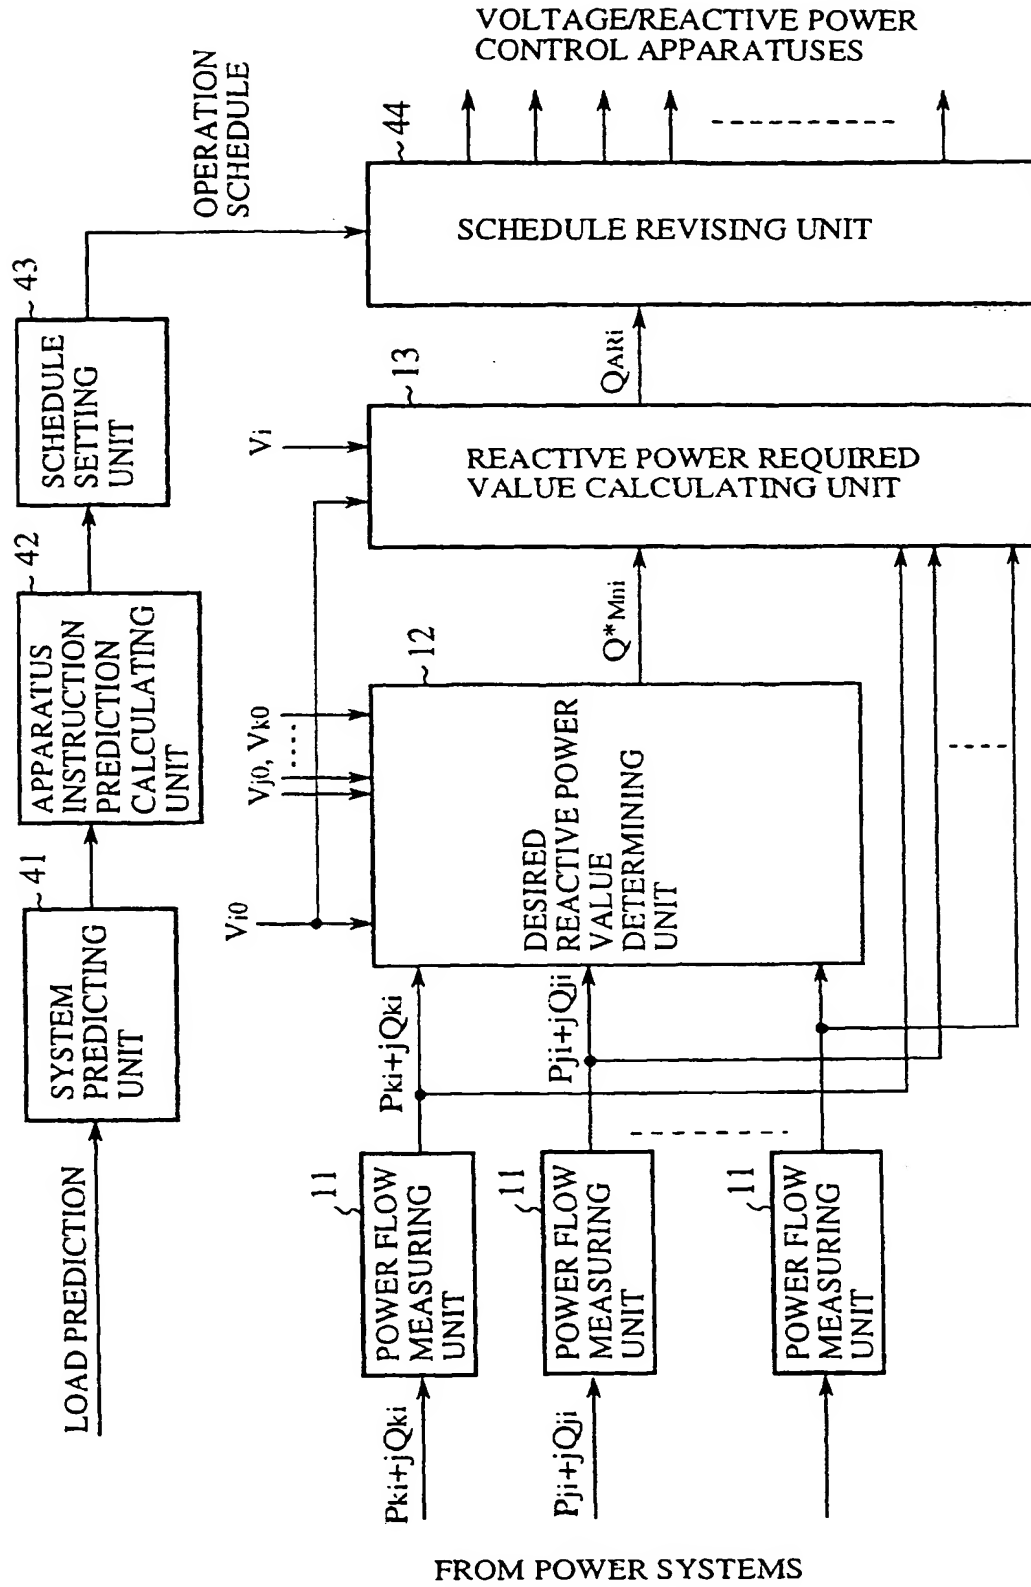 LOAD PREDICTION
SYSTEM
PREDICTING
UNIT
41
APPARATUS
INSTRUCTION
PREDICTION
CALCULATING
UNIT
42
SCHEDULE
SETTING
UNIT
43
OPERATION
SCHEDULE
FROM POWER SYSTEMS
Pki+jQki
POWER FLOW
MEASURING
UNIT
11
Pki+jQki
Pji+jQji
POWER FLOW
MEASURING
UNIT
11
Pji+jQji
POWER FLOW
MEASURING
UNIT
11
Vi0
Vj0, Vk0
DESIRED
REACTIVE POWER
VALUE
DETERMINING
UNIT
12
Q*Mni
Vi
REACTIVE POWER REQUIRED
VALUE CALCULATING UNIT
13
QARi
SCHEDULE REVISING UNIT
44
VOLTAGE/REACTIVE POWER
CONTROL APPARATUSES